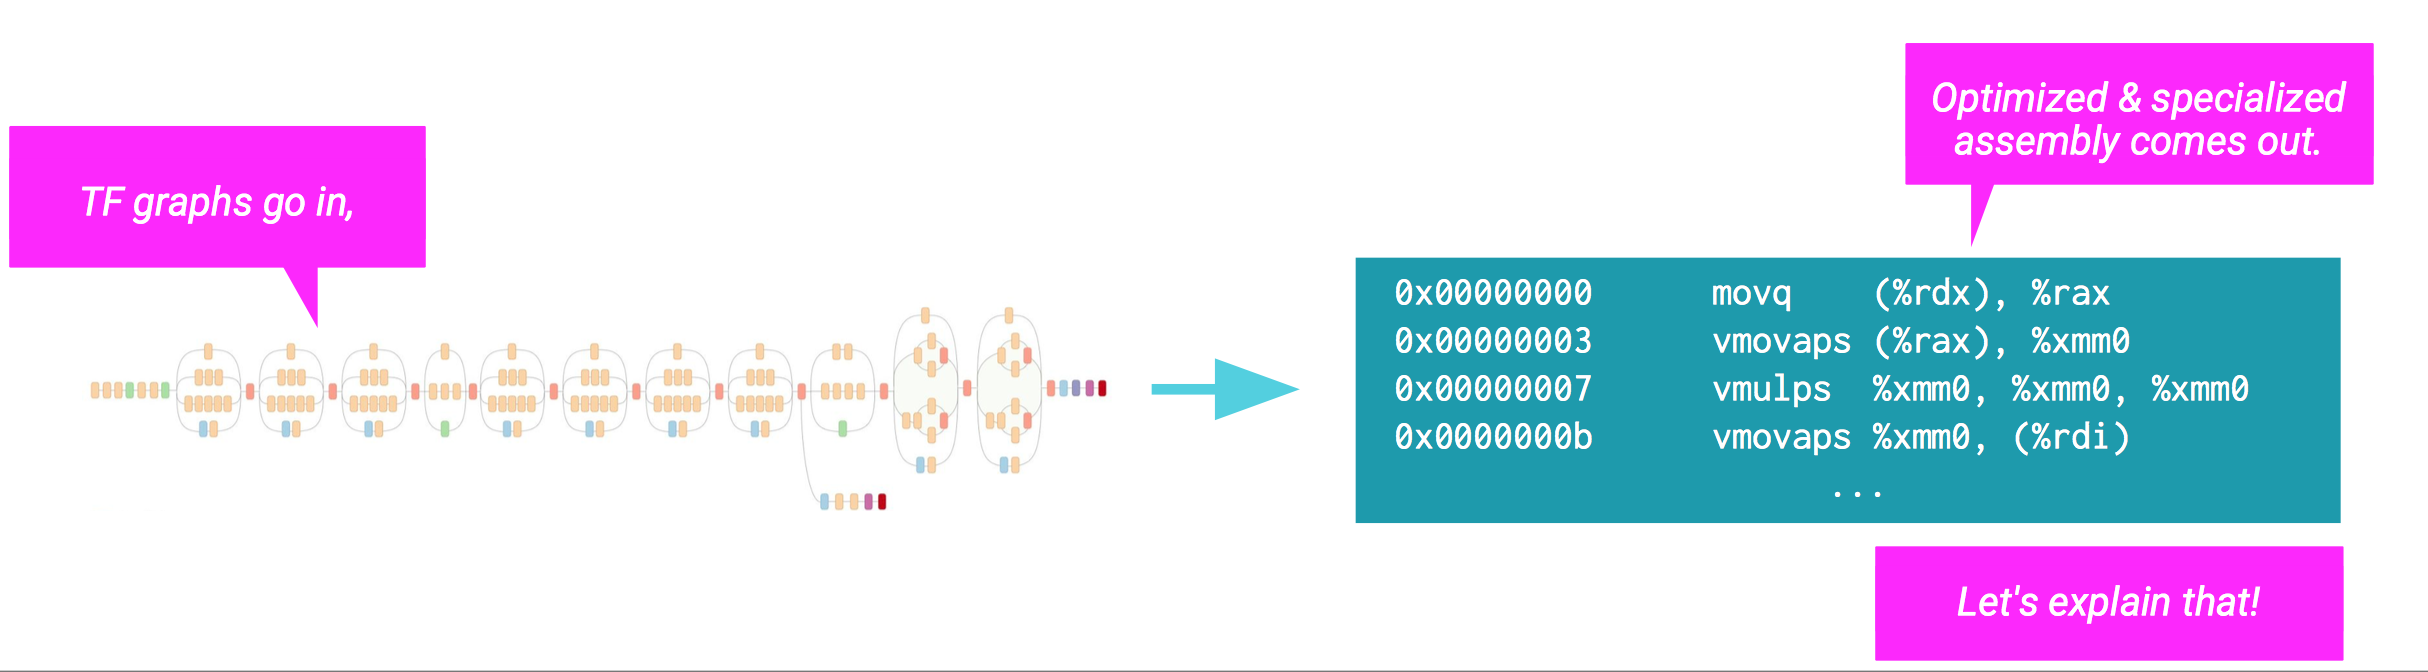 TF graphs go in,
Optimized & specialized
assembly comes out.
0x00000000 movq (%rdx), %rax
0x00000003 vmovaps (%rax), %xmm0
0x00000007 vmulps %xmm0, %xmm0, %xmm0
0x0000000b vmovaps %xmm0, (%rdi)
...
Let's explain that!